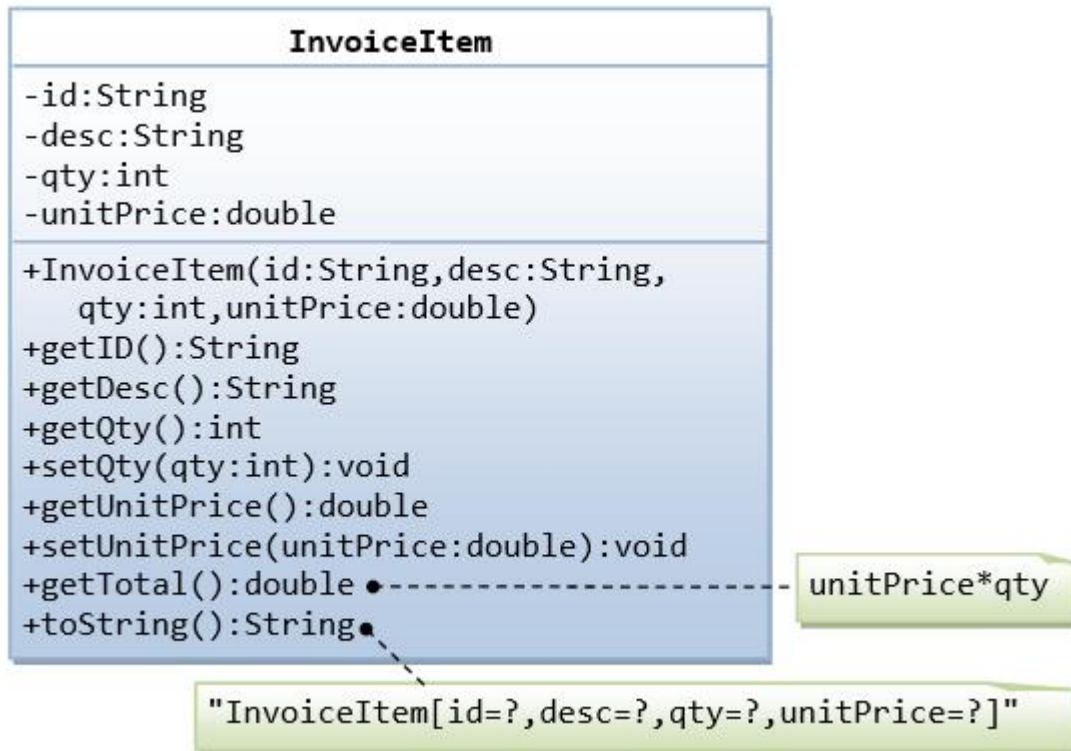 InvoiceItem
-id:String
-desc:String
-qty:int
-unitPrice:double
+InvoiceItem(id:String,desc:String,
qty:int,unitPrice:double)
+getID():String
+getDesc():String
+getQty():int
+setQty(qty:int):void
+getUnitPrice():double
+setUnitPrice(unitPrice:double):void
+getTotal():double
unitPrice*qty
+toString():String
"InvoiceItem[id=?,desc=?,qty=?,unitPrice=?]"